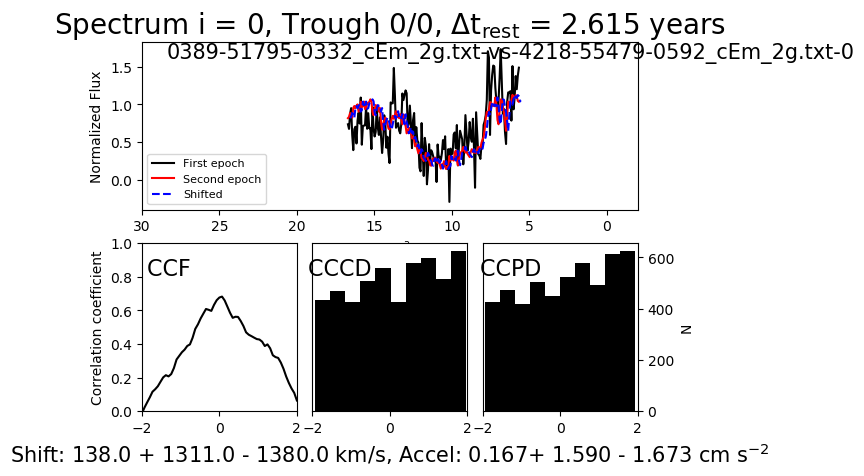 Spectrum i = 0, Trough 0/0, Δt_rest = 2.615 years
0389-51795-0332_cEm_2g.txt-vs-4218-55479-0592_cEm_2g.txt-0
Normalized Flux
1.5
1.0
0.5
0.0
First epoch
Second epoch
Shifted
30 25 20 15 10 5 0
Correlation coefficient
1.0
0.8
0.6
0.4
0.2
0.0
CCF
CCCD
CCPD
600
400
200
0
N
−2 0 2
−2 0 2
−2 0 2
Shift: 138.0 + 1311.0 - 1380.0 km/s, Accel: 0.167+ 1.590 - 1.673 cm s⁻²